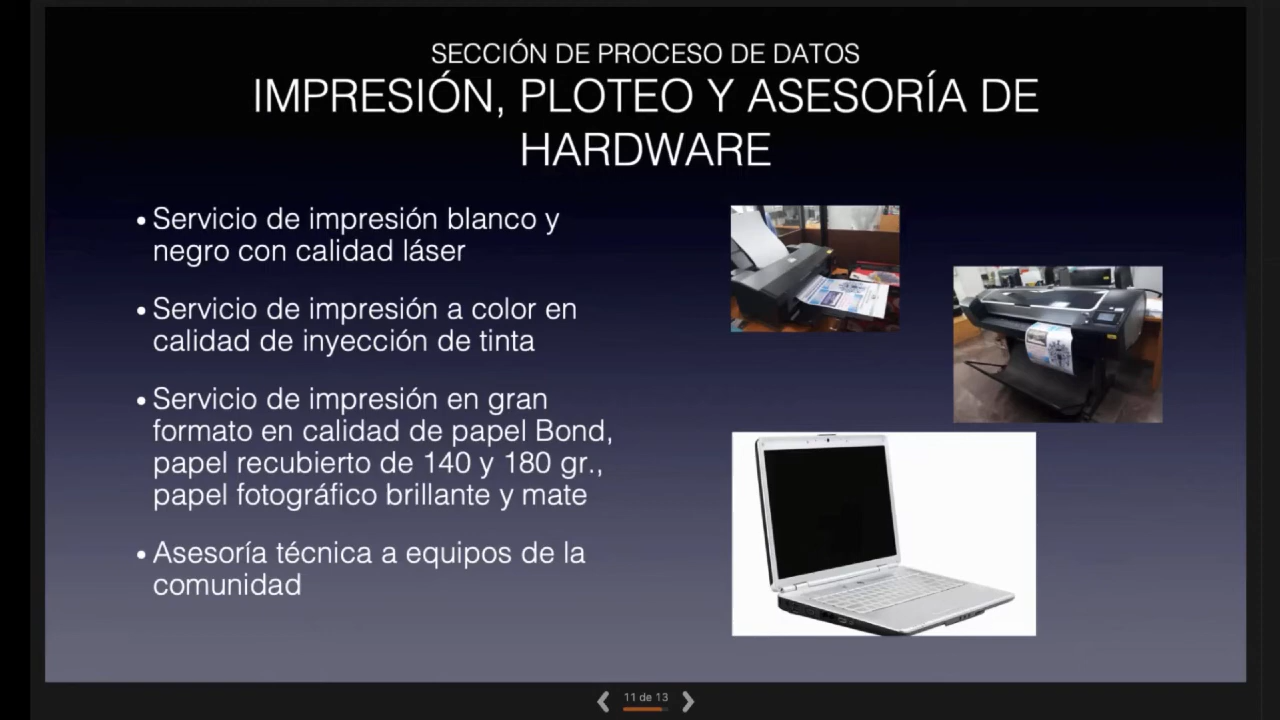 SECCIÓN DE PROCESO DE DATOS
IMPRESIÓN, PLOTEO Y ASESORÍA DE
HARDWARE
• Servicio de impresión blanco y
negro con calidad láser
• Servicio de impresión a color en
calidad de inyección de tinta
• Servicio de impresión en gran
formato en calidad de papel Bond,
papel recubierto de 140 y 180 gr.,
papel fotográfico brillante y mate
• Asesoría técnica a equipos de la
comunidad
11 de 13